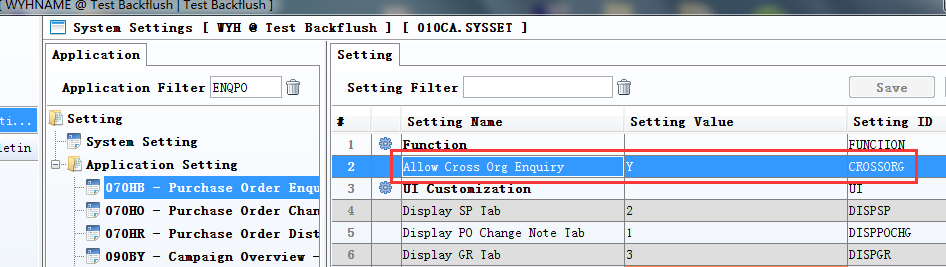 [ WYHNAME @ Test Backflush | Test Backflush ]
System Settings [ WYH @ Test Backflush ] [ 010CA.SYSSET ]
Application
Setting
Application Filter ENQPO
Setting Filter
Save
Setting
# Setting Name Setting Value Setting ID
System Setting
1 Function FUNCTION
Application Setting
2 Allow Cross Org Enquiry Y CROSSORG
070HB - Purchase Order Enqu
3 UI Customization UI
070HO - Purchase Order Chan
4 Display SP Tab 2 DISPSP
070HR - Purchase Order Dist
5 Display PO Change Note Tab 1 DISPPOCHG
090BY - Campaign Overview -
6 Display GR Tab 3 DISPGR
ti...
letin